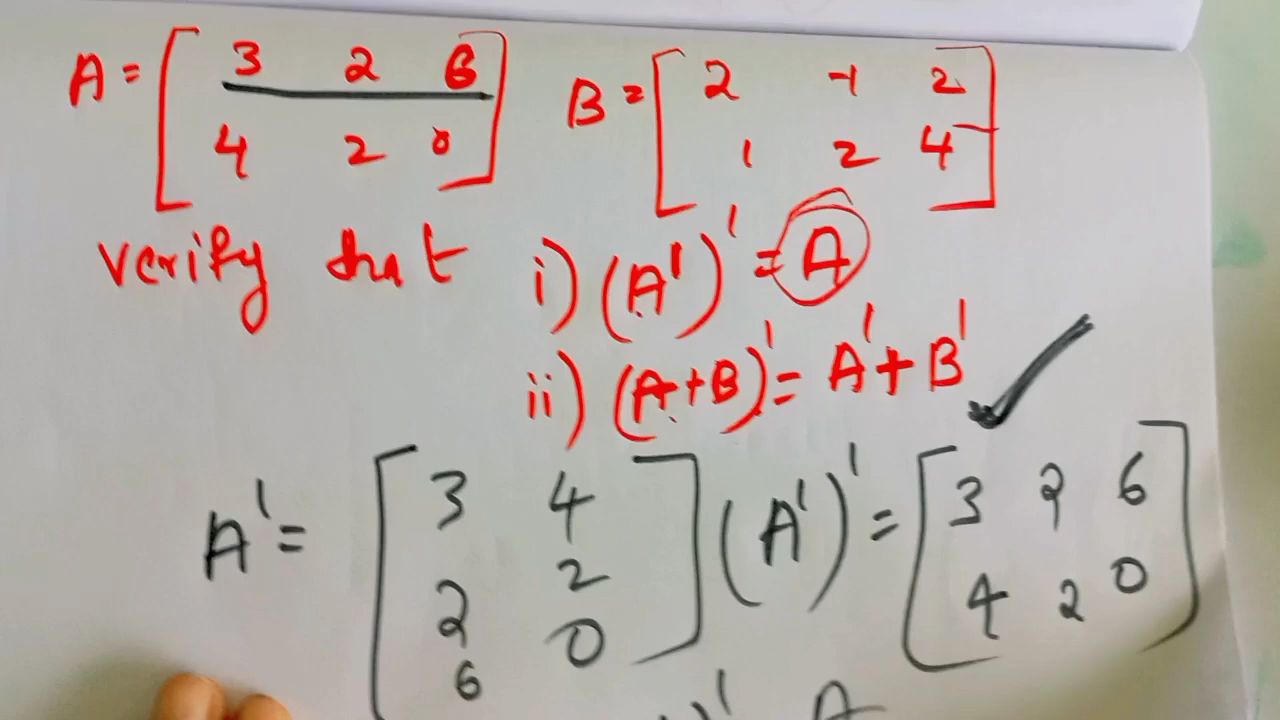 A = [ 3 2 6 B = [ 2 -1 2
4 2 0 ] 1 2 4 ]
verify that i) (A')' = A
ii) (A+B)' = A' + B'
A' = [ 3 4 (A')' = [ 3 2 6
2 2 4 2 0 ]
6 0 ]
)' A